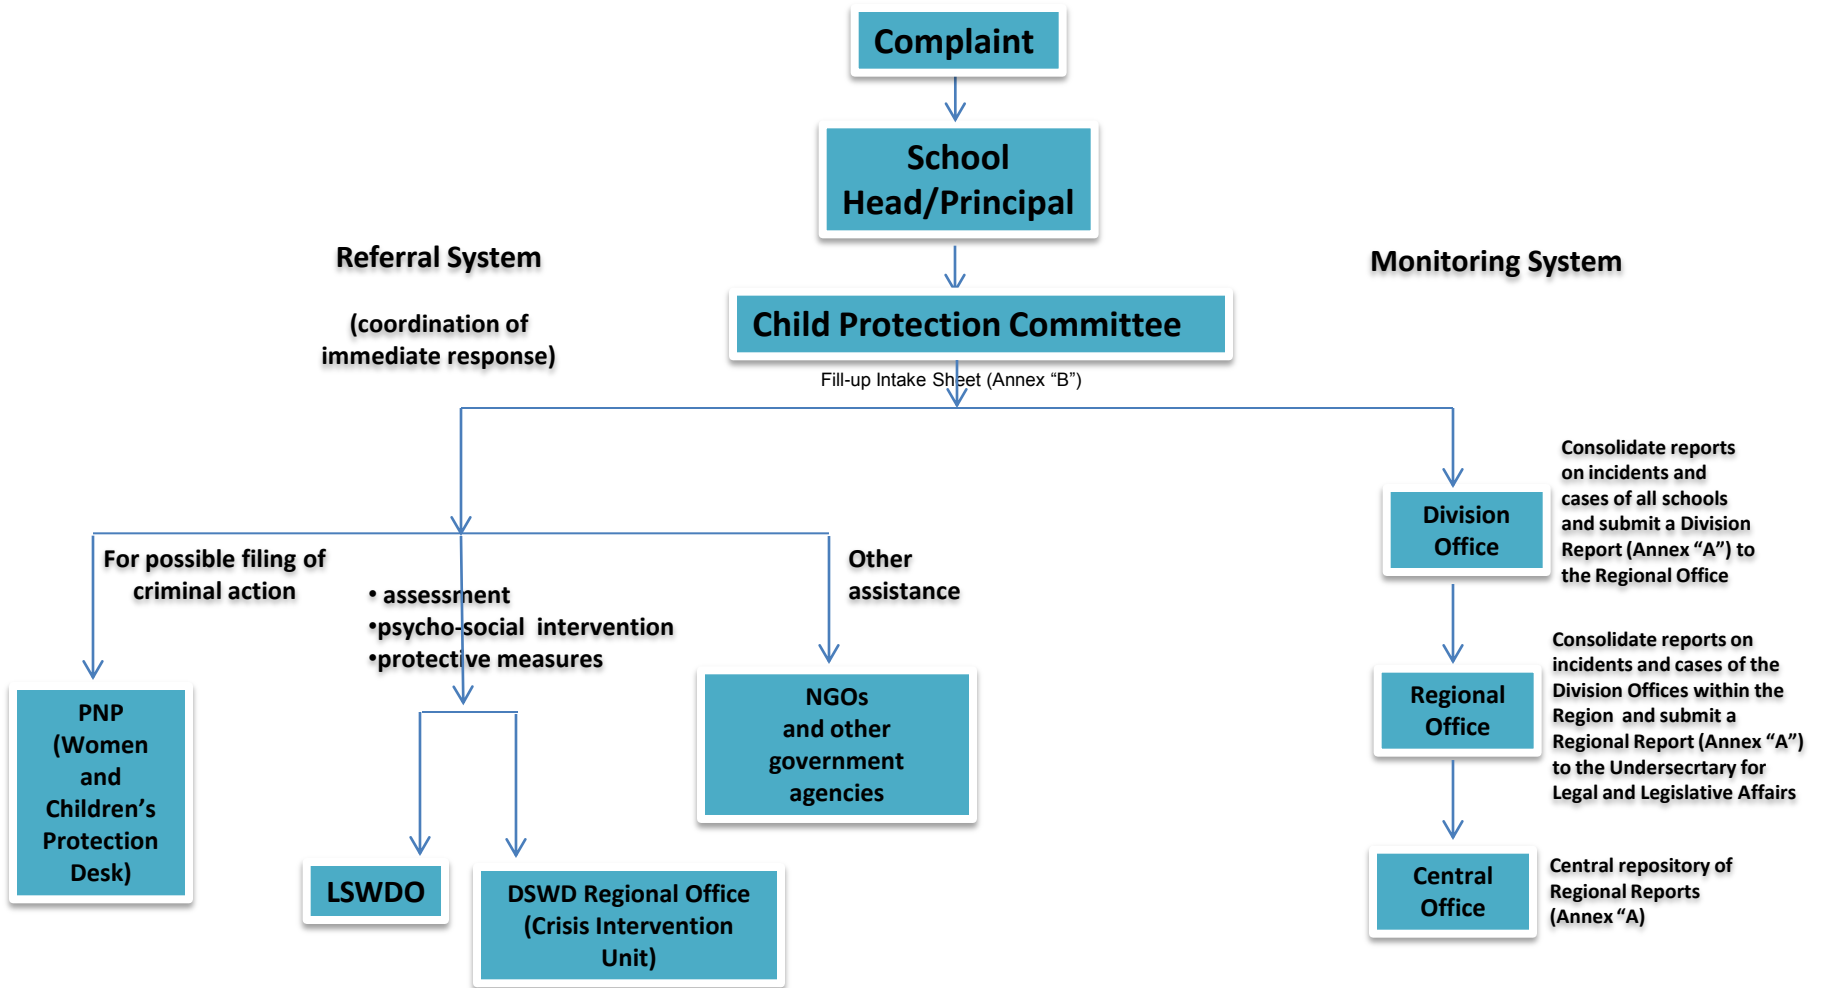 Complaint
School
Head/Principal
Referral System
(coordination of
immediate response)
Monitoring System
Child Protection Committee
Fill-up Intake Sheet (Annex “B”)
For possible filing of
criminal action
• assessment
•psycho-social intervention
•protective measures
Other
assistance
PNP
(Women
and
Children’s
Protection
Desk)
LSWDO
DSWD Regional Office
(Crisis Intervention
Unit)
NGOs
and other
government
agencies
Division
Office
Consolidate reports
on incidents and
cases of all schools
and submit a Division
Report (Annex “A”) to
the Regional Office
Regional
Office
Consolidate reports on
incidents and cases of the
Division Offices within the
Region and submit a
Regional Report (Annex “A”)
to the Undersecrtary for
Legal and Legislative Affairs
Central
Office
Central repository of
Regional Reports
(Annex “A)